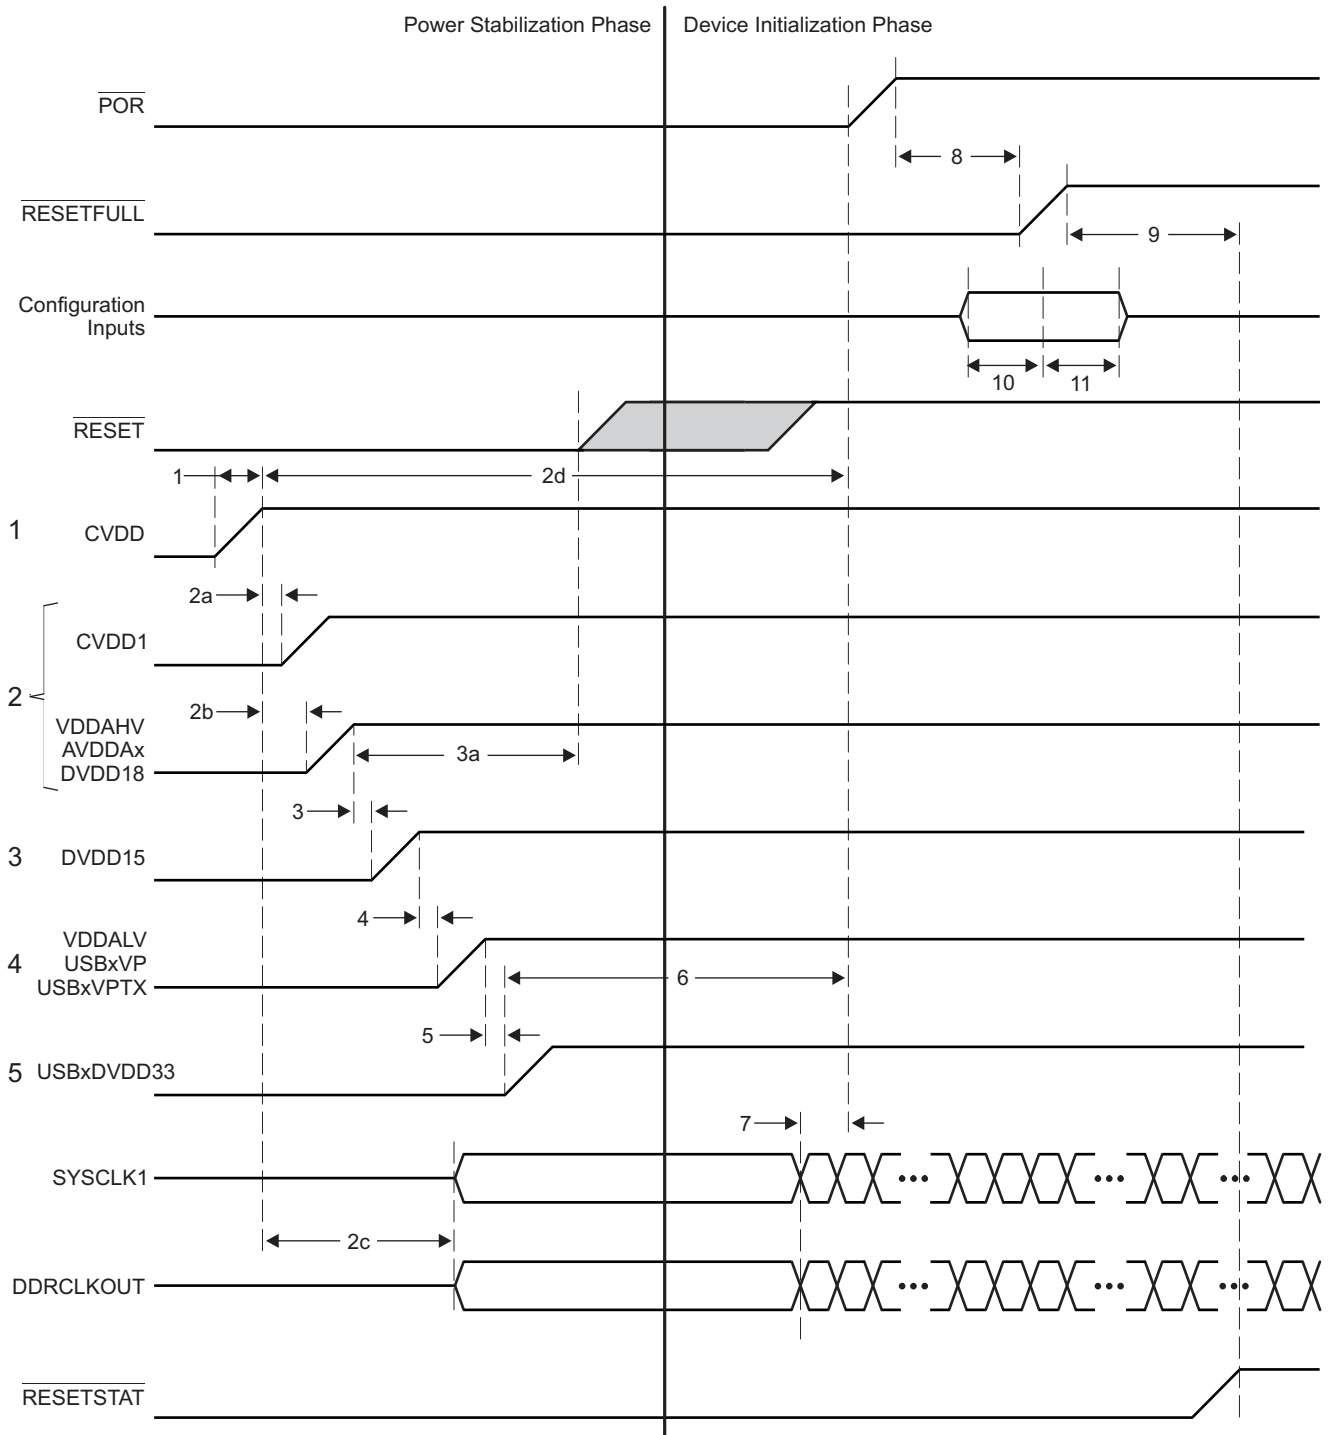 Power Stabilization Phase
Device Initialization Phase
POR
8
RESETFULL
9
Configuration
Inputs
10
11
RESET
1
2d
1
CVDD
2a
CVDD1
2
2b
VDDAHV
AVDDAx
DVDD18
3a
3
3
DVDD15
4
VDDALV
4
USBxVP
USBxVPTX
6
5
5
USBxDVDD33
7
SYSCLK1
2c
DDRCLKOUT
RESETSTAT